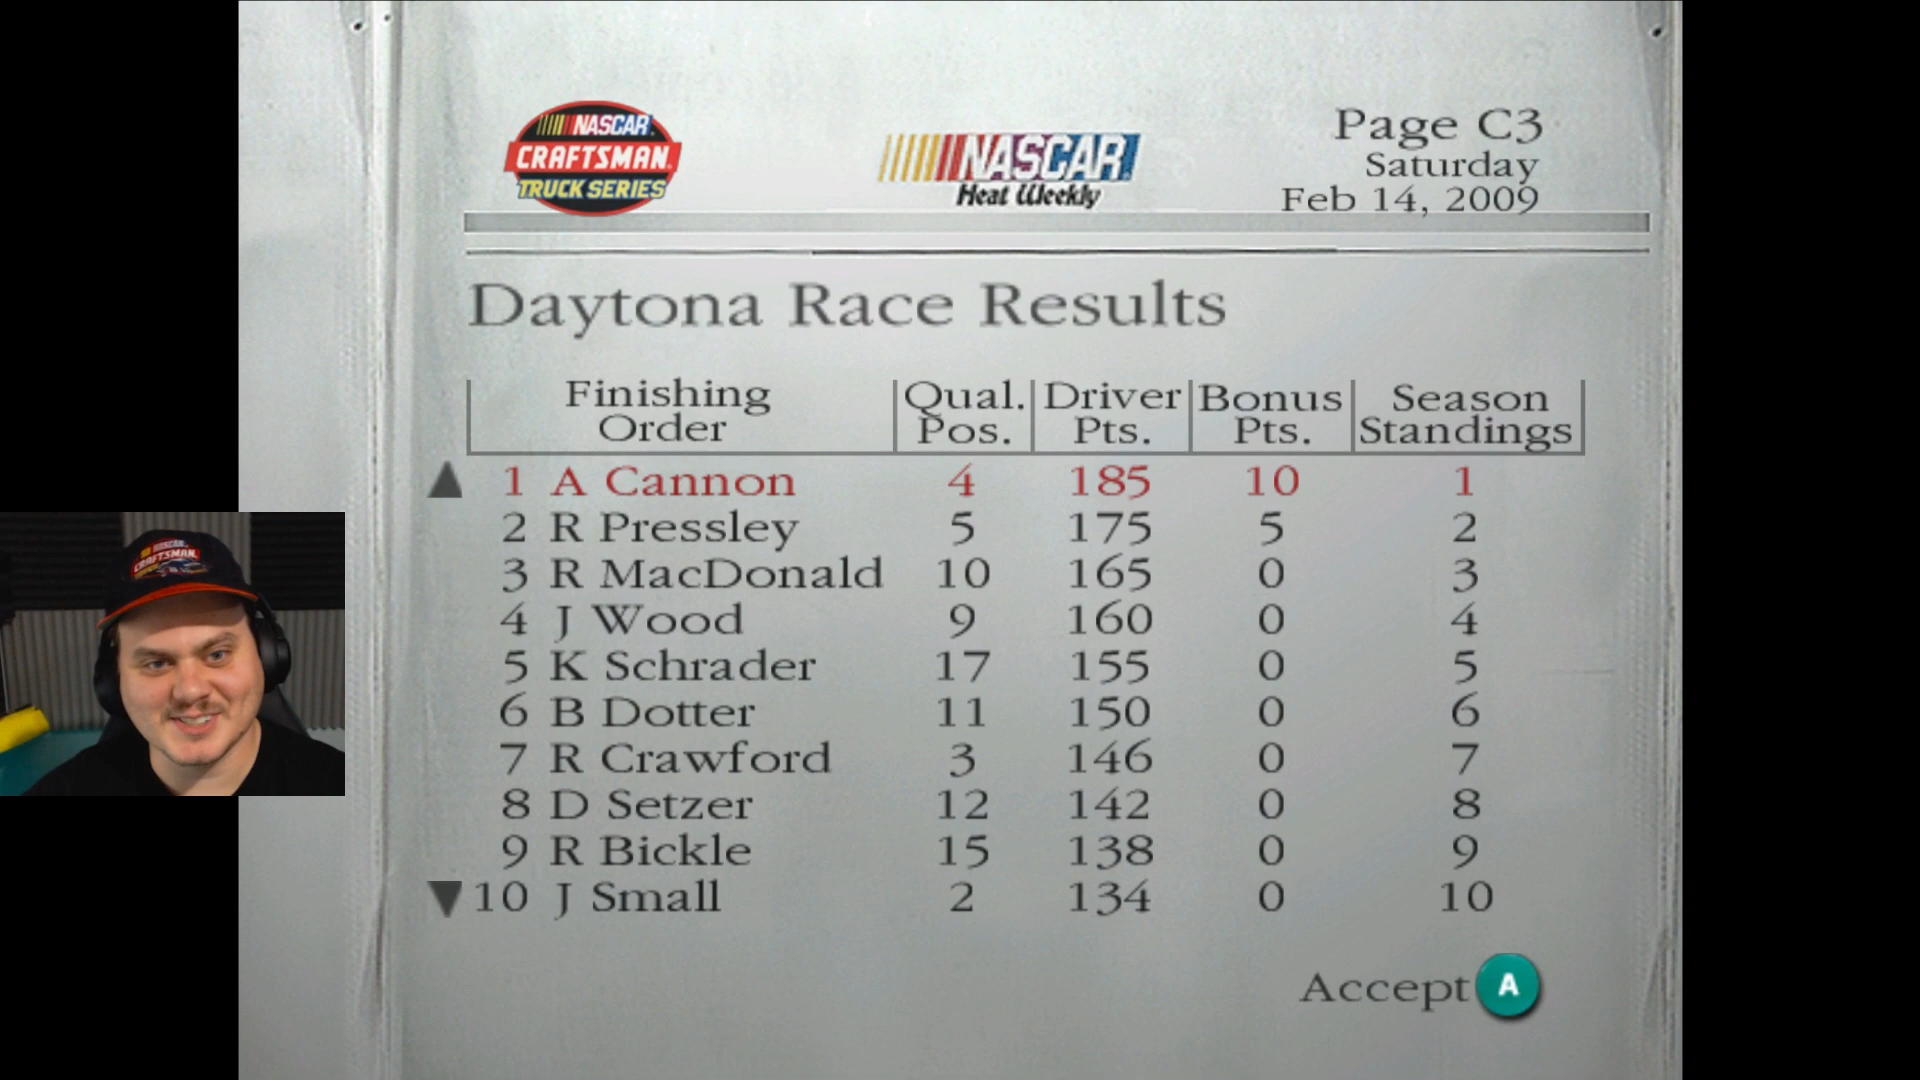 NASCAR
CRAFTSMAN
TRUCK SERIES
NASCAR
Heat Weekly
Page C3
Saturday
Feb 14, 2009
Daytona Race Results
Finishing Order Qual. Pos. Driver Pts. Bonus Pts. Season Standings
1 A Cannon 4 185 10 1
2 R Pressley 5 175 5 2
3 R MacDonald 10 165 0 3
4 J Wood 9 160 0 4
5 K Schrader 17 155 0 5
6 B Dotter 11 150 0 6
7 R Crawford 3 146 0 7
8 D Setzer 12 142 0 8
9 R Bickle 15 138 0 9
10 J Small 2 134 0 10
NASCAR
CRAFTSMAN
Accept A